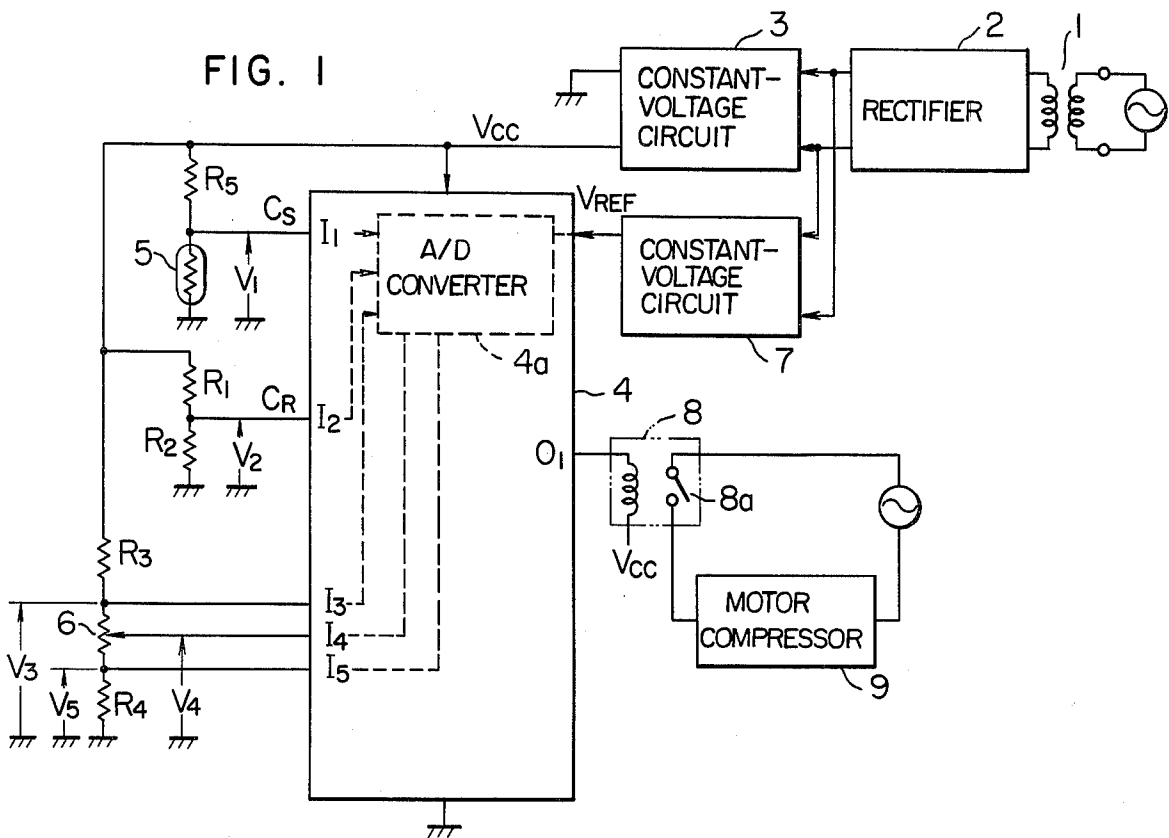 FIG. 1
3
2
1
CONSTANT-
VOLTAGE
CIRCUIT
RECTIFIER
VCC
R5
CS
VREF
I1
A/D
CONVERTER
CONSTANT-
VOLTAGE
CIRCUIT
5
V1
4a
7
R1
CR
I2
4
R2
V2
8
O1
8a
VCC
R3
I3
MOTOR
COMPRESSOR
6
I4
I5
9
V3
V5
R4
V4